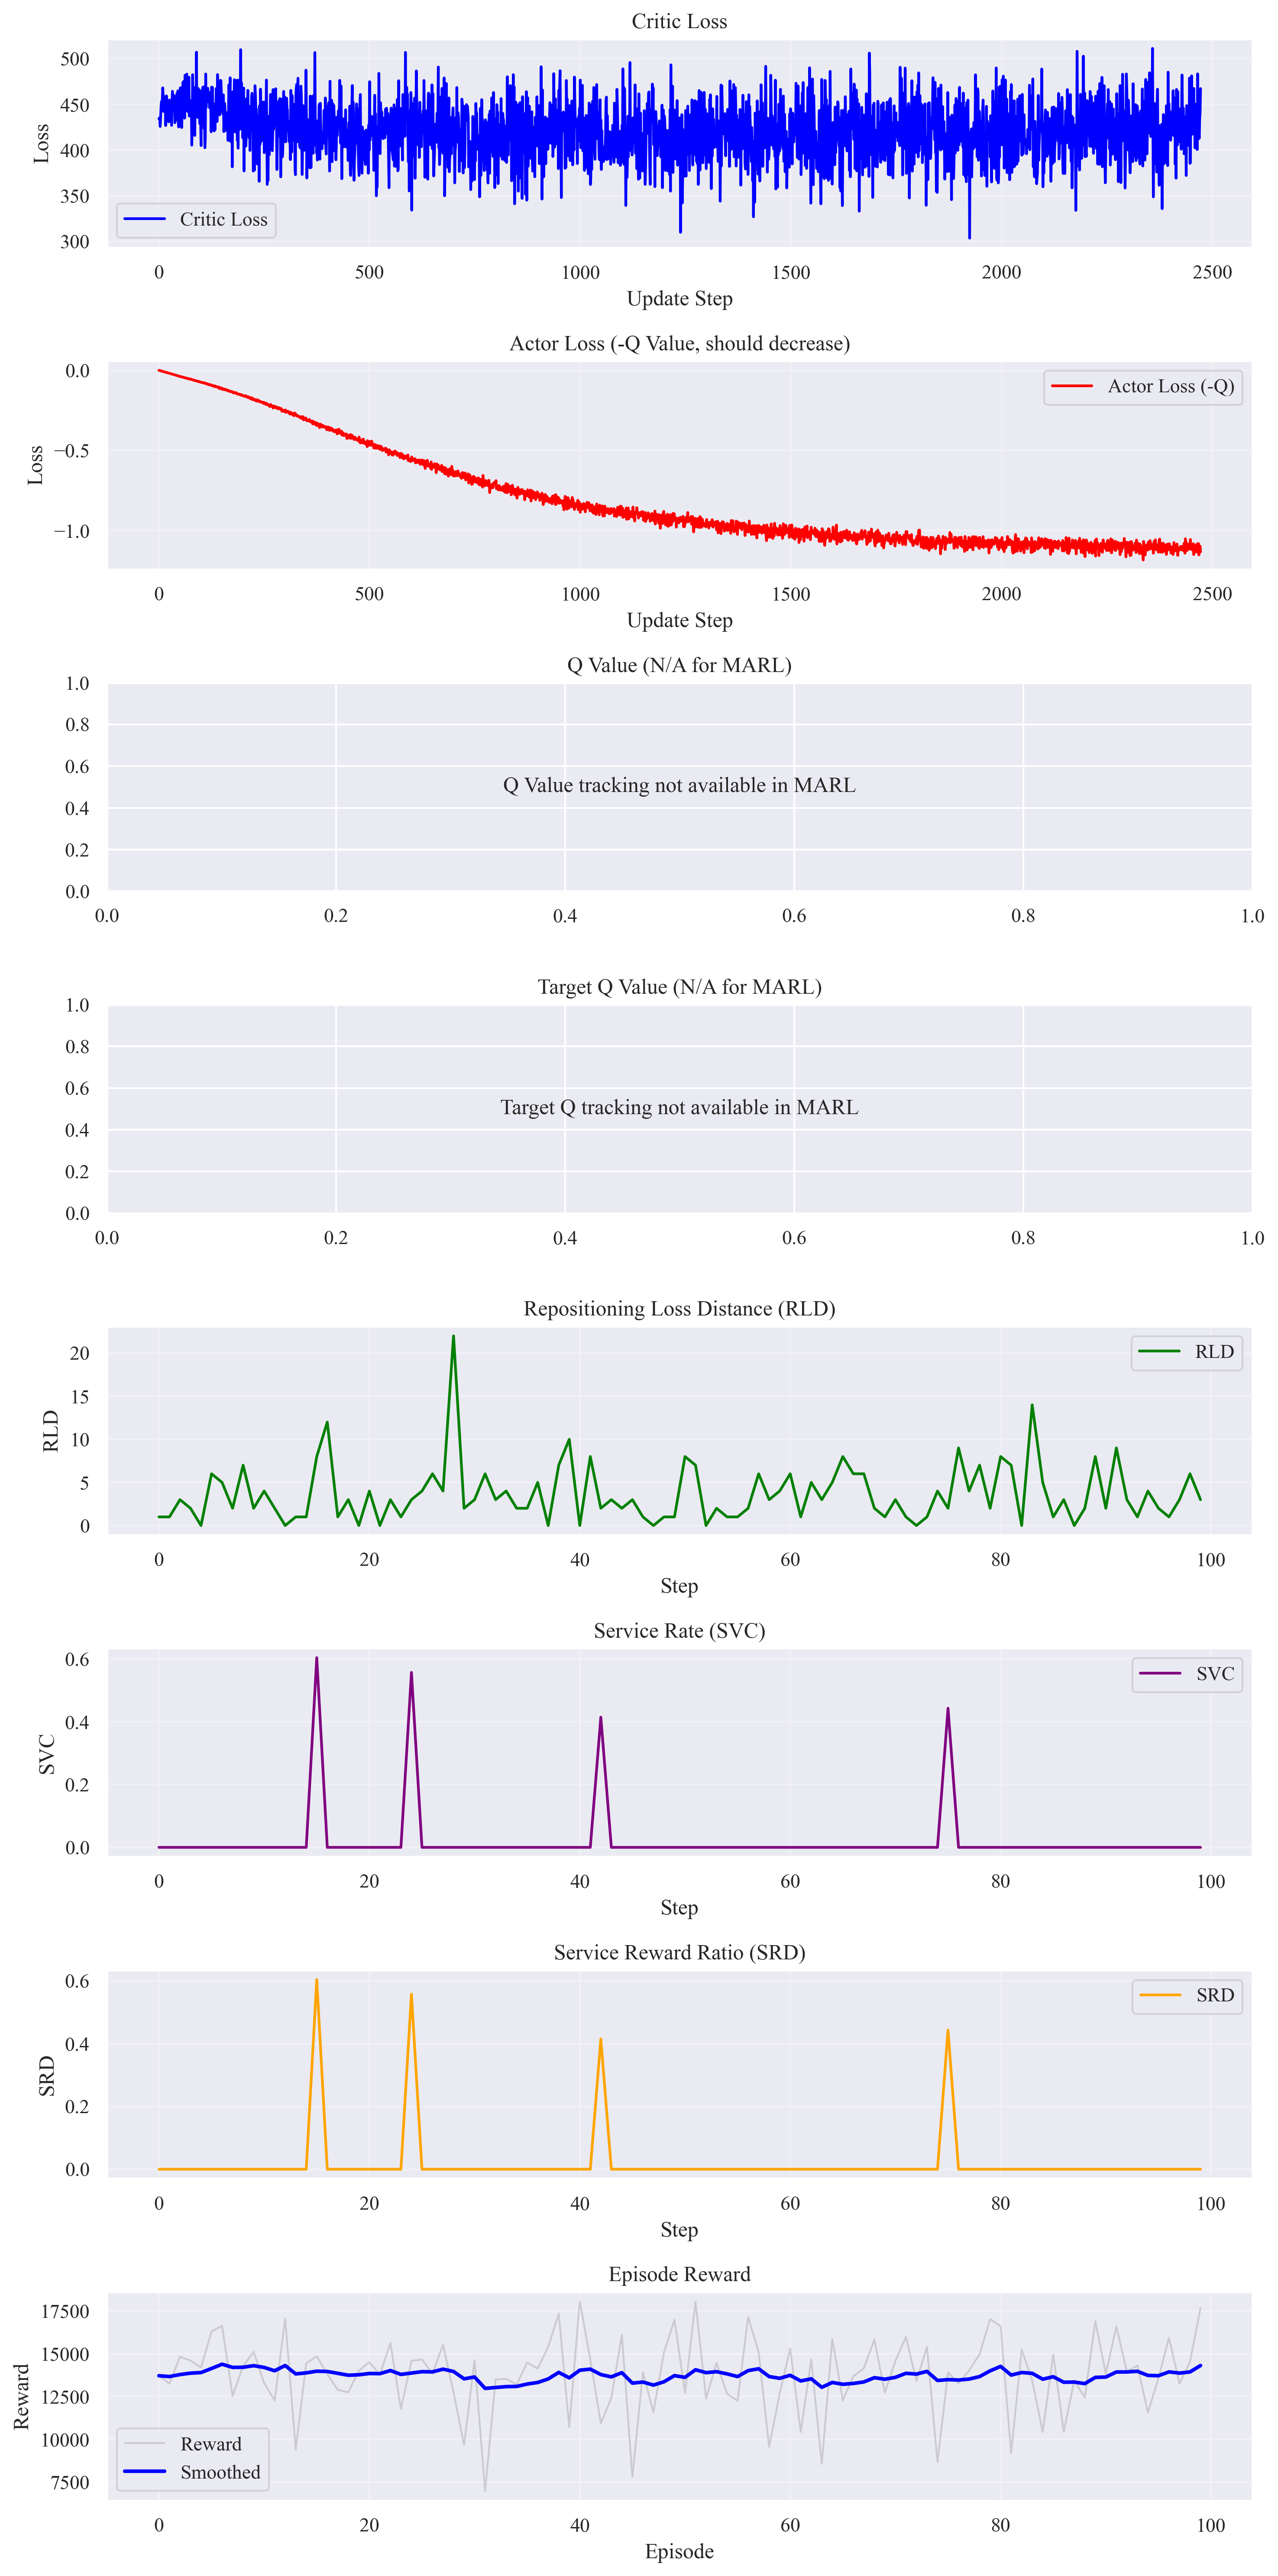 Critic Loss
500
450
400
350
300
Loss
Critic Loss
0 500 1000 1500 2000 2500
Update Step
Actor Loss (-Q Value, should decrease)
0.0
−0.5
−1.0
Loss
Actor Loss (-Q)
0 500 1000 1500 2000 2500
Update Step
Q Value (N/A for MARL)
1.0
0.8
0.6
0.4
0.2
0.0
Q Value tracking not available in MARL
0.0 0.2 0.4 0.6 0.8 1.0
Target Q Value (N/A for MARL)
1.0
0.8
0.6
0.4
0.2
0.0
Target Q tracking not available in MARL
0.0 0.2 0.4 0.6 0.8 1.0
Repositioning Loss Distance (RLD)
20
15
10
5
0
RLD
RLD
0 20 40 60 80 100
Step
Service Rate (SVC)
0.6
0.4
0.2
0.0
SVC
SVC
0 20 40 60 80 100
Step
Service Reward Ratio (SRD)
0.6
0.4
0.2
0.0
SRD
SRD
0 20 40 60 80 100
Step
Episode Reward
17500
15000
12500
10000
7500
Reward
Reward
Smoothed
0 20 40 60 80 100
Episode